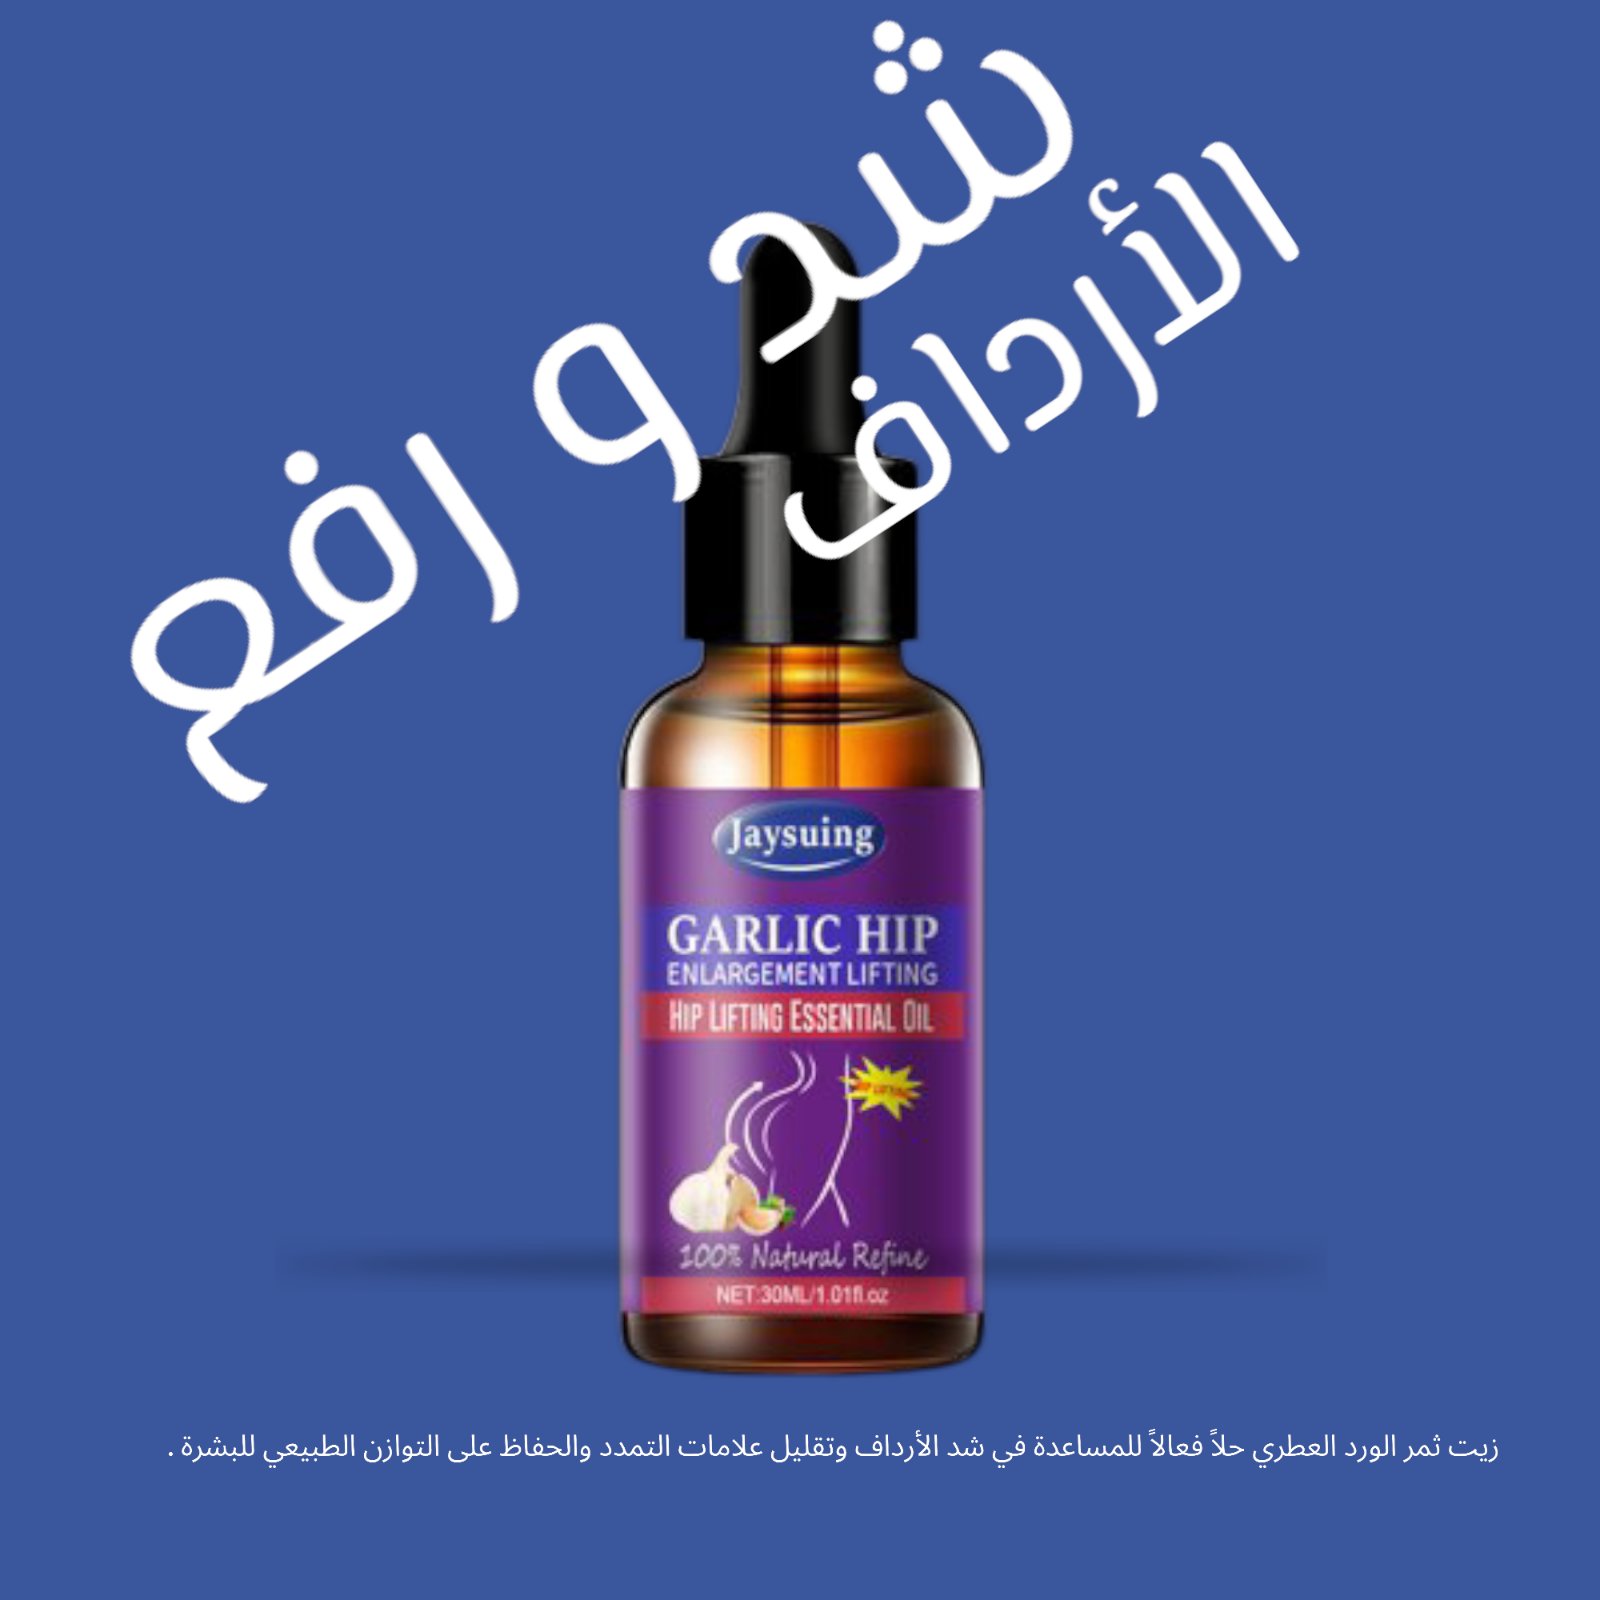 شد و رفع
الأرداف
Jaysuing
GARLIC HIP
ENLARGEMENT LIFTING
HIP LIFTING ESSENTIAL OIL
100% Natural Refine
NET:30ML/1.01fl.oz
زيت ثمر الورد العطري حلاً فعالاً للمساعدة في شد الأرداف وتقليل علامات التمدد والحفاظ على التوازن الطبيعي للبشرة .